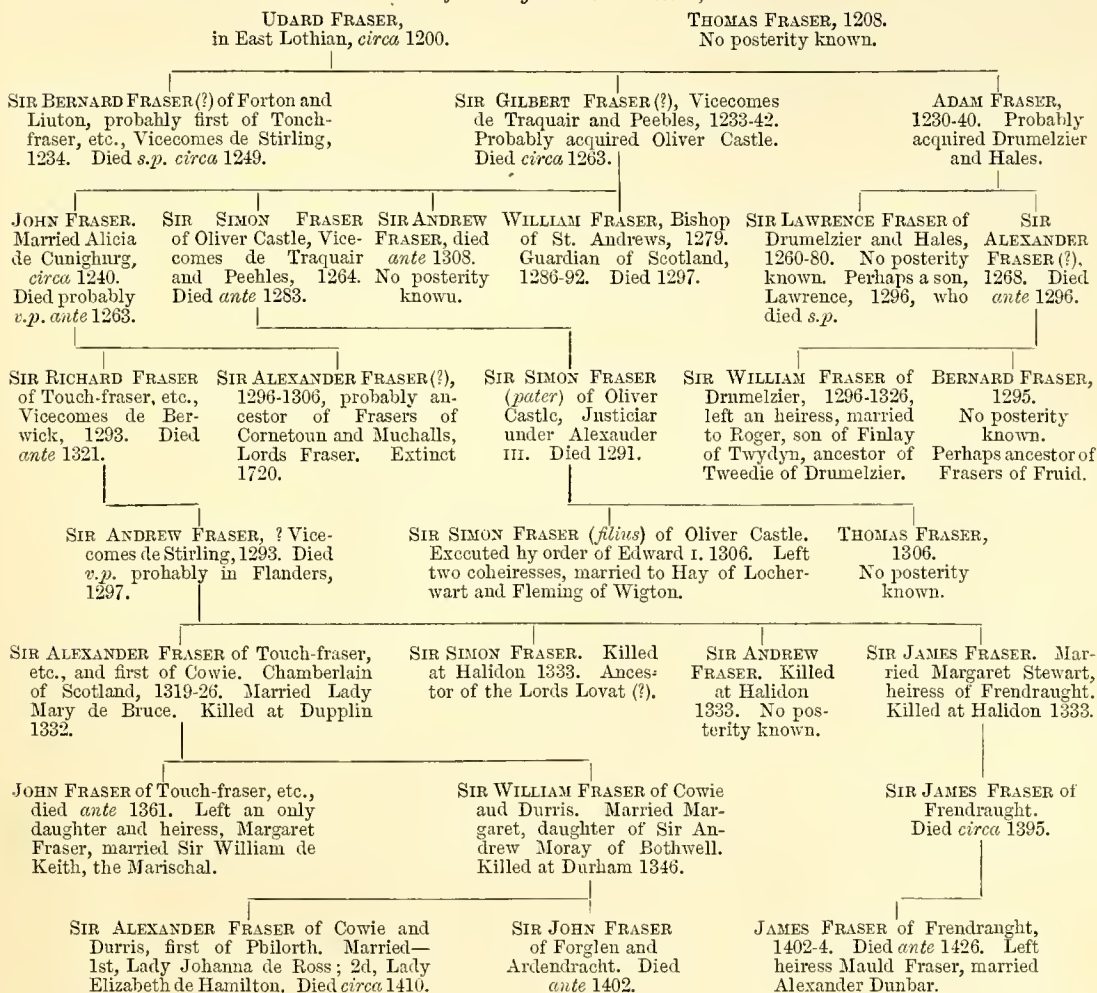 UDARD FRASER,
in East Lothian, circa 1200.
THOMAS FRASER, 1208.
No posterity known.
SIR BERNARD FRASER (?) of Forton and
Liuton, probably first of Touch-
fraser, etc., Vicecomes de Stirling,
1234. Died s.p. circa 1249.
SIR GILBERT FRASER (?), Vicecomes
de Traquair and Peebles, 1233-42.
Probably acquired Oliver Castle.
Died circa 1263.
ADAM FRASER,
1230-40. Probably
acquired Drumelzier
and Hales.
JOHN FRASER.
Married Alicia
de Cunighurg,
circa 1240.
Died probably
v.p. ante 1263.
SIR SIMON FRASER
of Oliver Castle, Vice-
comes de Traquair
and Peehles, 1264.
Died ante 1283.
SIR ANDREW
FRASER, died
ante 1308.
No posterity
known.
WILLIAM FRASER, Bishop
of St. Andrews, 1279.
Guardian of Scotland,
1286-92. Died 1297.
SIR LAWRENCE FRASER of
Drumelzier and Hales,
1260-80. No posterity
known. Perhaps a son,
Lawrence, 1296, who
died s.p.
SIR
ALEXANDER
FRASER (?),
1268. Died
ante 1296.
SIR RICHARD FRASER
of Touch-fraser, etc.,
Vicecomes de Ber-
wick, 1293. Died
ante 1321.
SIR ALEXANDER FRASER (?),
1296-1306, probably an-
cestor of Frasers of
Cornetoun and Muchalls,
Lords Fraser. Extinct
1720.
SIR SIMON FRASER
(pater) of Oliver
Castlc, Justiciar
under Alexauder
III. Died 1291.
SIR WILLIAM FRASER of
Drumelzier, 1296-1326,
left an heiress, married
to Roger, son of Finlay
of Twydyn, ancestor of
Tweedie of Drumelzier.
BERNARD FRASER,
1295.
No posterity
known.
Perhaps ancestor of
Frasers of Fruid.
SIR ANDREW FRASER, ? Vice-
comes de Stirling, 1293. Died
v.p. prohably in Flanders,
1297.
SIR SIMON FRASER (filius) of Oliver Castle.
Executed hy order of Edward I. 1306. Left
two coheiresses, married to Hay of Locher-
wart and Fleming of Wigton.
THOMAS FRASER,
1306.
No posterity
known.
SIR ALEXANDER FRASER of Touch-fraser,
etc., and first of Cowie. Chamberlain
of Scotland, 1319-26. Married Lady
Mary de Bruce. Killed at Dupplin
1332.
SIR SIMON FRASER. Killed
at Halidon 1333. Ances-
tor of the Lords Lovat (?).
SIR ANDREW
FRASER. Killed
at Halidon
1333. No pos-
terity known.
SIR JAMES FRASER. Mar-
ried Margaret Stewart,
heiress of Frendraught.
Killed at Halidon 1333.
JOHN FRASER of Touch-fraser, etc.,
died ante 1361. Left an only
daughter and heiress, Margaret
Fraser, married Sir William de
Keith, the Marischal.
SIR WILLIAM FRASER of Cowie
aud Durris. Married Mar-
garet, daughter of Sir An-
drew Moray of Bothwell.
Killed at Durham 1346.
SIR JAMES FRASER of
Frendraught.
Died circa 1395.
SIR ALEXANDER FRASER of Cowie and
Durris, first of Pbilorth. Married—
1st, Lady Johanna de Ross; 2d, Lady
Elizabeth de Hamilton. Died circa 1410.
SIR JOHN FRASER
of Forglen and
Ardendracht. Died
ante 1402.
JAMES FRASER of Frendraught,
1402-4. Died ante 1426. Left
heiress Mauld Fraser, married
Alexander Dunbar.